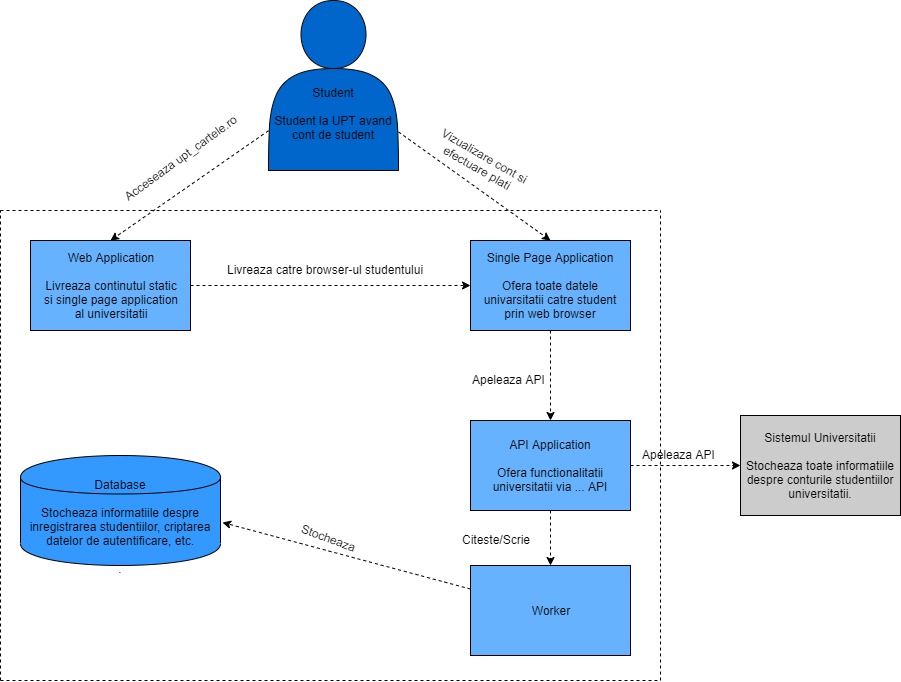 Student
Student la UPT avand
cont de student
Acceseaza upt_cartele.ro
Vizualizare cont si
efectuare plati
Web Application
Livreaza continutul static
si single page application
al universitatii
Livreaza catre browser-ul studentului
Single Page Application
Ofera toate datele
univarsitatii catre student
prin web browser
Apeleaza API
API Application
Ofera functionalitatii
universitatii via ... API
Apeleaza API
Sistemul Universitatii
Stocheaza toate informatiile
despre conturile studentiilor
universitatii.
Database
Stocheaza informatiile despre
inregistrarea studentiilor, criptarea
datelor de autentificare, etc.
.
Stocheaza
Citeste/Scrie
Worker